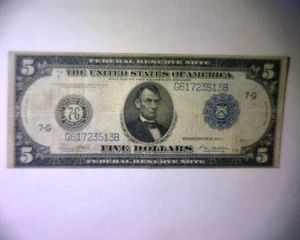 FEDERAL RESERVE NOTE
5 5
THE UNITED STATES OF AMERICA
G61723513B
7-G
7-G
G61723513B
WASHINGTON, D.C.
5 5
FIVE DOLLARS
FEDERAL RESERVE NOTE